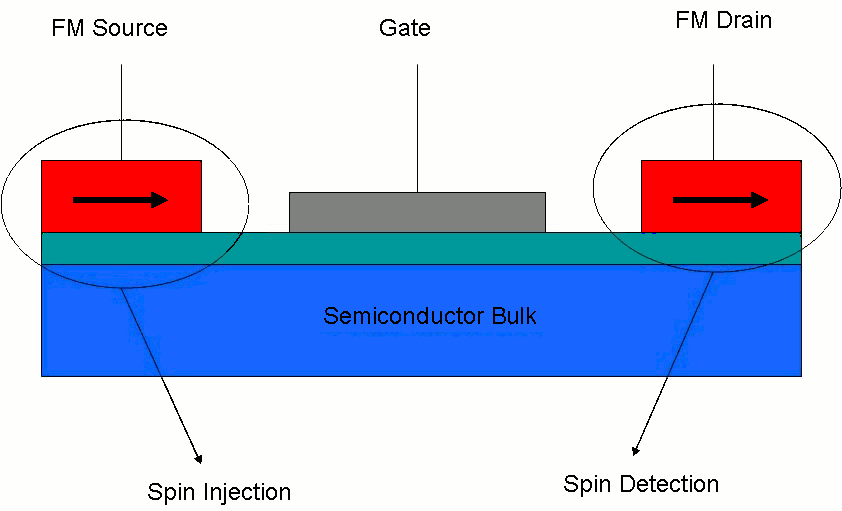 FM Source
Gate
FM Drain
Semiconductor Bulk
Spin Injection
Spin Detection